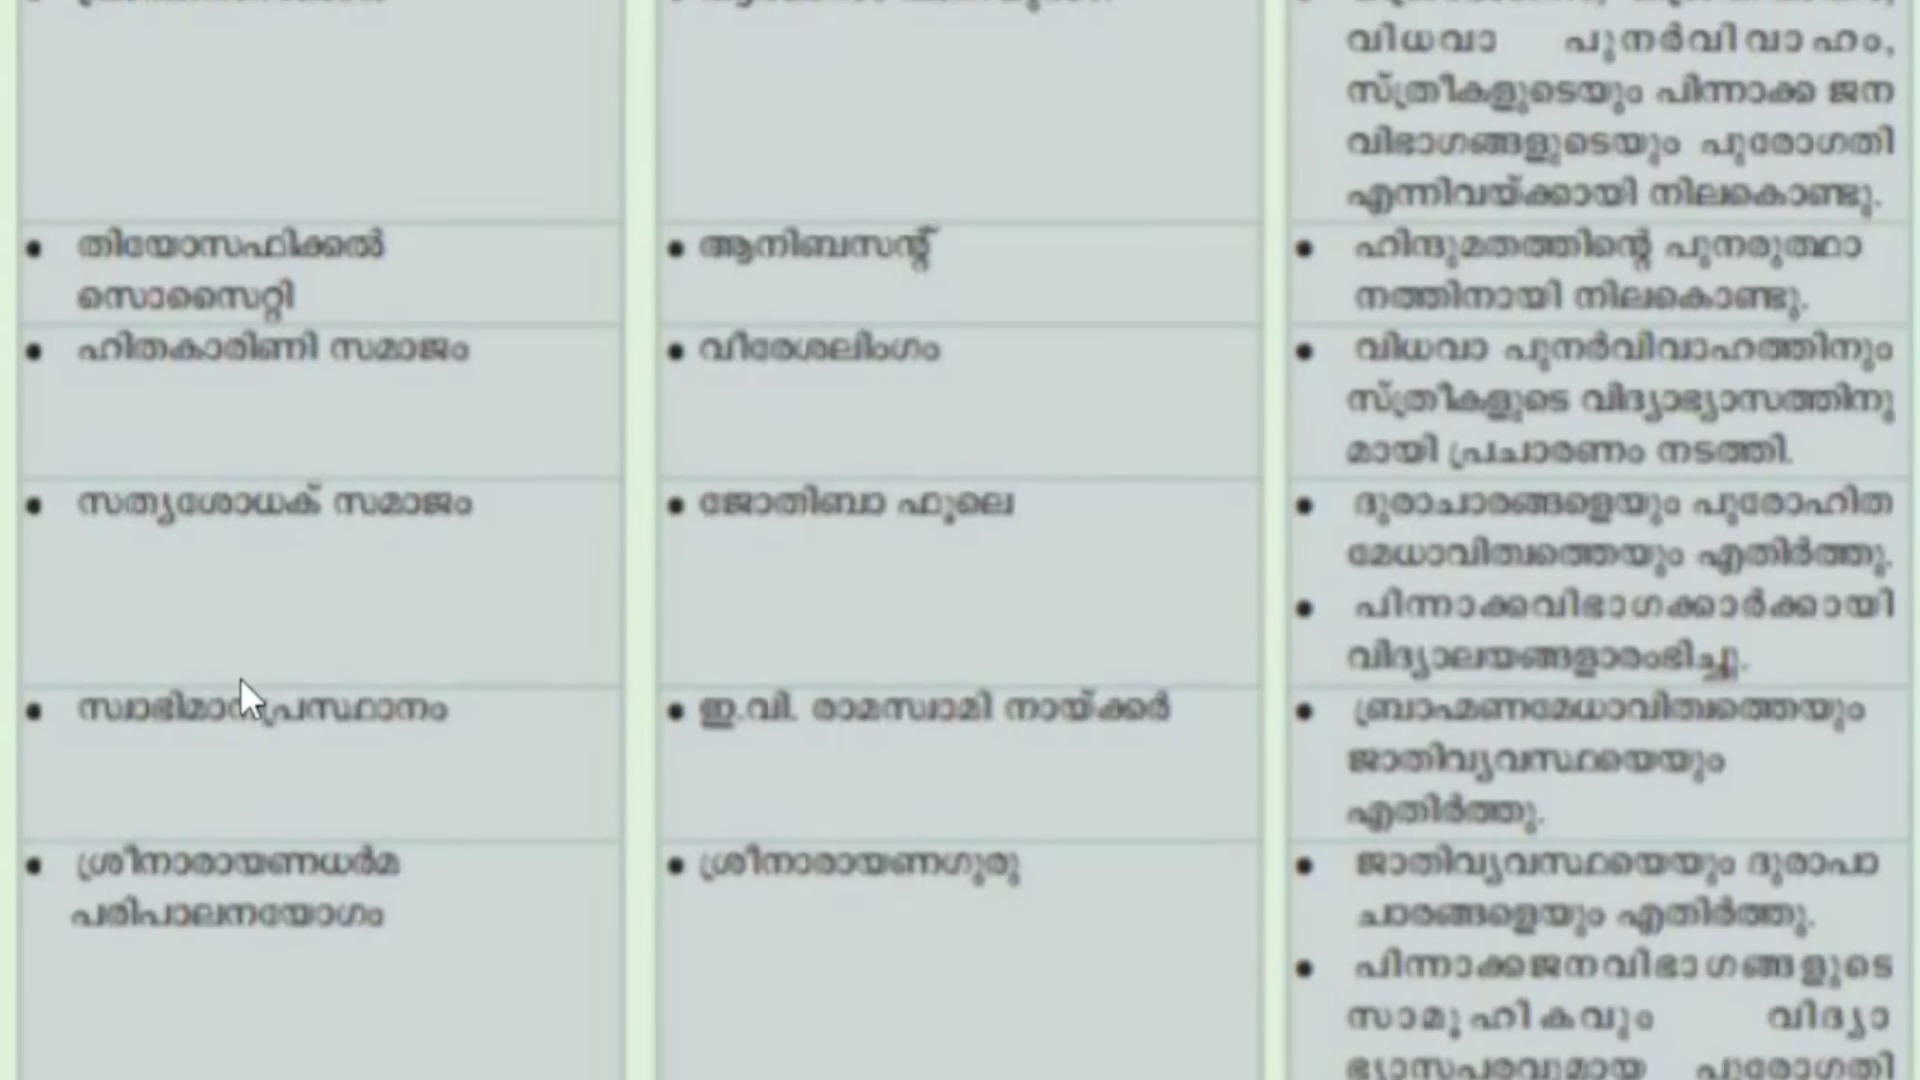 വിധവാ പുനർവിവാഹം,
സ്ത്രീകളുടെയും പിന്നാക്ക ജന
വിഭാഗങ്ങളുടെയും പുരോഗതി
എന്നിവയ്ക്കായി നിലകൊണ്ടു.
• തിയോസഫിക്കൽ
സൊസൈറ്റി
• ആനിബസന്റ്
• ഹിന്ദുമതത്തിന്റെ പുനരുത്ഥാ
നത്തിനായി നിലകൊണ്ടു.
• ഹിതകാരിണി സമാജം
• വീരേശലിംഗം
• വിധവാ പുനർവിവാഹത്തിനും
സ്ത്രീകളുടെ വിദ്യാഭ്യാസത്തിനു
മായി പ്രചാരണം നടത്തി.
• സത്യശോധക് സമാജം
• ജോതിബാ ഫൂലെ
• ദുരാചാരങ്ങളെയും പുരോഹിത
മേധാവിത്വത്തെയും എതിർത്തു.
• പിന്നാക്കവിഭാഗക്കാർക്കായി
വിദ്യാലയങ്ങളാരംഭിച്ചു.
• സ്വാഭിമാനപ്രസ്ഥാനം
• ഇ.വി. രാമസ്വാമി നായ്ക്കർ
• ബ്രാഹ്മണമേധാവിത്വത്തെയും
ജാതിവ്യവസ്ഥയെയും
എതിർത്തു.
• ശ്രീനാരായണധർമ
പരിപാലനയോഗം
• ശ്രീനാരായണഗുരു
• ജാതിവ്യവസ്ഥയെയും ദുരാപാ
ചാരങ്ങളെയും എതിർത്തു.
• പിന്നാക്കജനവിഭാഗങ്ങളുടെ
സാമൂഹികവും വിദ്യാ
ഭ്യാസപരവുമായ പുരോഗതി